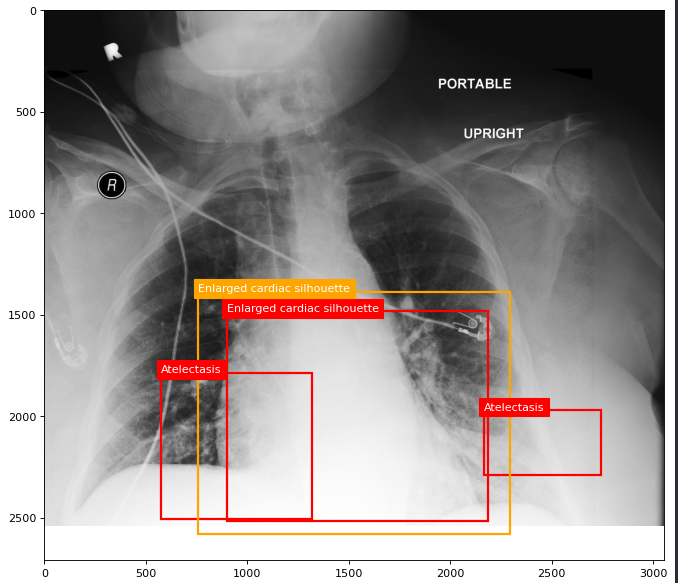 0
R
PORTABLE
500
UPRIGHT
R
1000
Enlarged cardiac silhouette
Enlarged cardiac silhouette
1500
Atelectasis
Atelectasis
2000
2500
0 500 1000 1500 2000 2500 3000